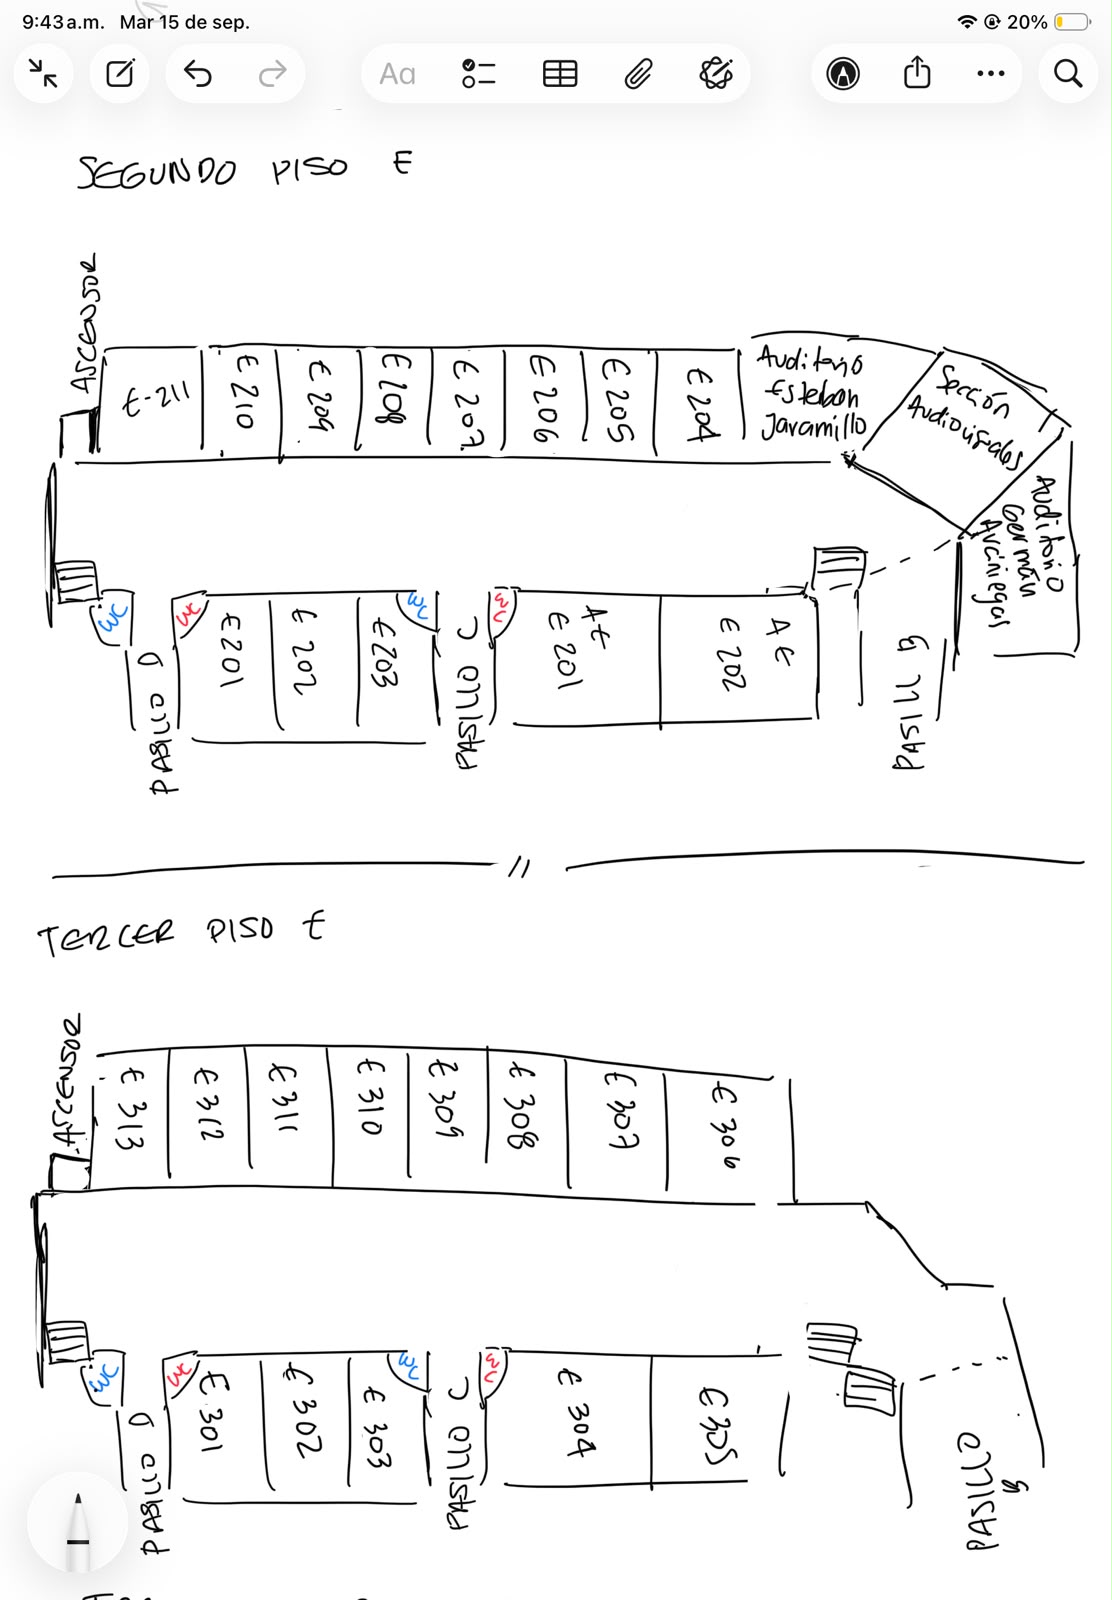 9:43 a.m. Mar 15 de sep.
20%
Aa
SEGUNDO PISO E
ASCENSOR
E-211
E 210
E 209
E 208
E 207
E 206
E 205
E 204
Auditorio
Esteban
Jaramillo
Sección
Audiovisuales
Auditorio
Germán
Arciniegas
WC
WC
WC
WC
PASILLO D
E 201
E 202
E 203
PASILLO C
AE
E 201
AE
E 202
PASILLO B
//
TERCER PISO E
ASCENSOR
E 313
E 312
E 311
E 310
E 309
E 308
E 307
E 306
WC
WC
WC
WC
PASILLO D
E 301
E 302
E 303
PASILLO C
E 304
E 305
PASILLO
B